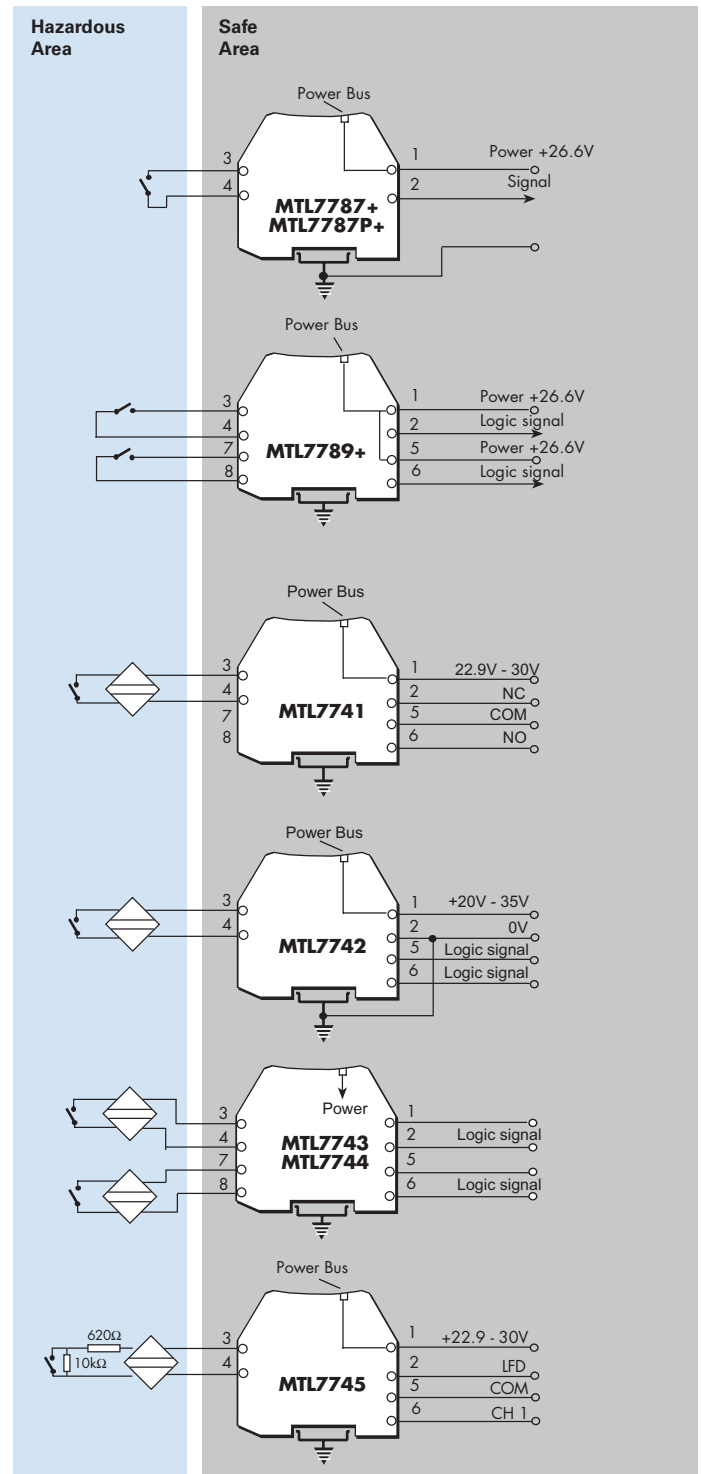 Hazardous
Area
Safe
Area
Power Bus
3
4
MTL7787+
MTL7787P+
1
Power +26.6V
2
Signal
Power Bus
3
4
7
8
MTL7789+
1
Power +26.6V
2
Logic signal
5
Power +26.6V
6
Logic signal
Power Bus
3
4
7
8
MTL7741
1
22.9V - 30V
2
NC
5
COM
6
NO
Power Bus
3
4
MTL7742
1
+20V - 35V
2
0V
5
Logic signal
6
Logic signal
Power
3
4
7
8
MTL7743
MTL7744
1
2
Logic signal
5
6
Logic signal
Power Bus
620Ω
10kΩ
3
4
MTL7745
1
+22.9 - 30V
2
LFD
5
COM
6
CH 1